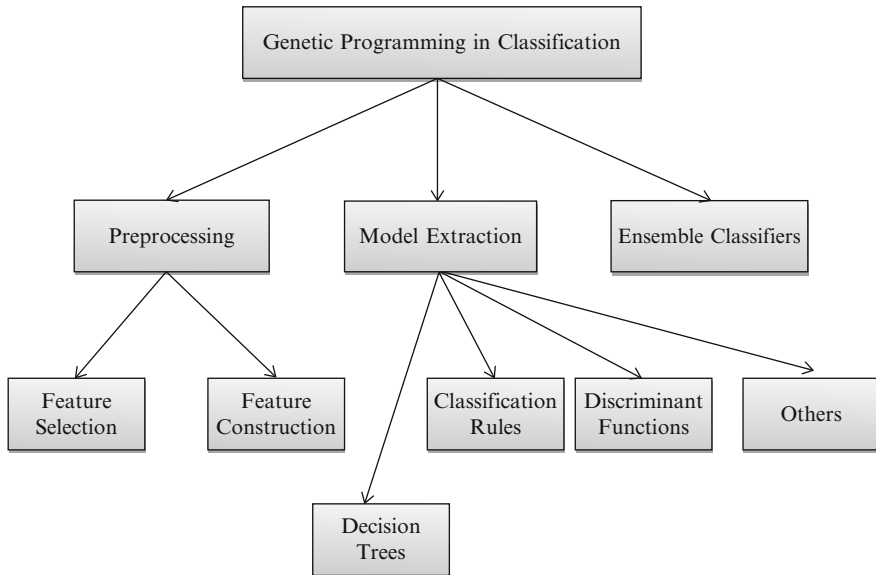 Genetic Programming in Classification
Preprocessing
Model Extraction
Ensemble Classifiers
Feature
Selection
Feature
Construction
Classification
Rules
Discriminant
Functions
Others
Decision
Trees